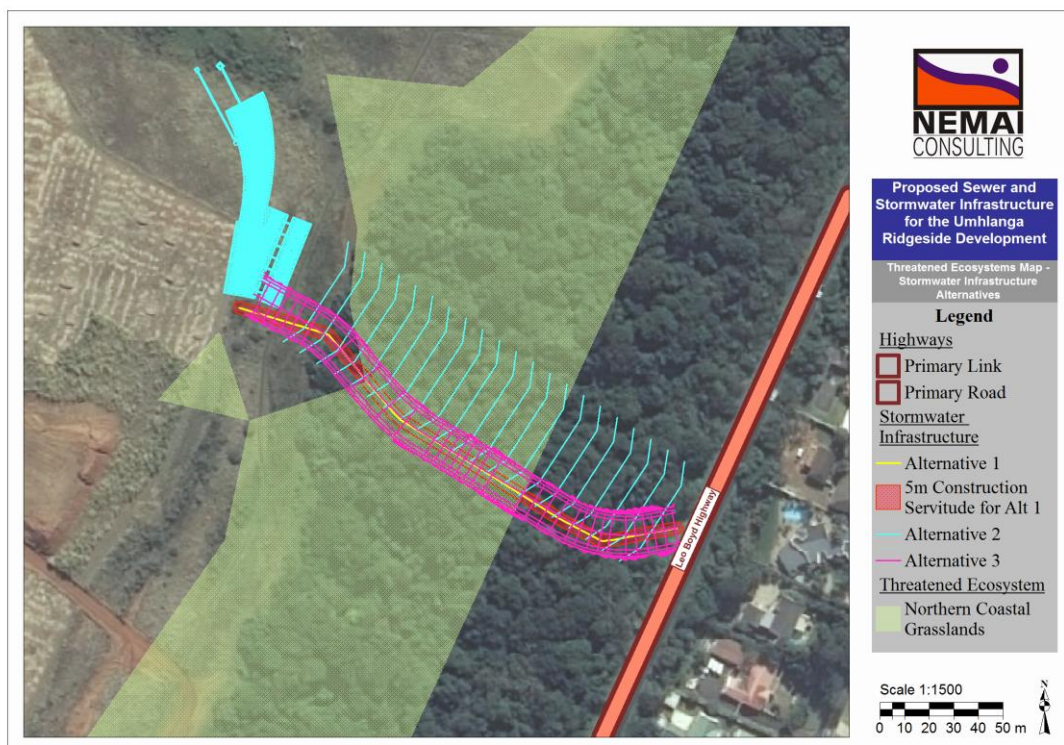 NEMAI
CONSULTING
Proposed Sewer and
Stormwater Infrastructure
for the Umhlanga
Ridgeside Development
Threatened Ecosystems Map -
Stormwater Infrastructure
Alternatives
Legend
Highways
Primary Link
Primary Road
Stormwater
Infrastructure
Alternative 1
5m Construction
Servitude for Alt 1
Alternative 2
Alternative 3
Threatened Ecosystem
Northern Coastal
Grasslands
Scale 1:1500
0 10 20 30 40 50 m
N
Leo Boyd Highway